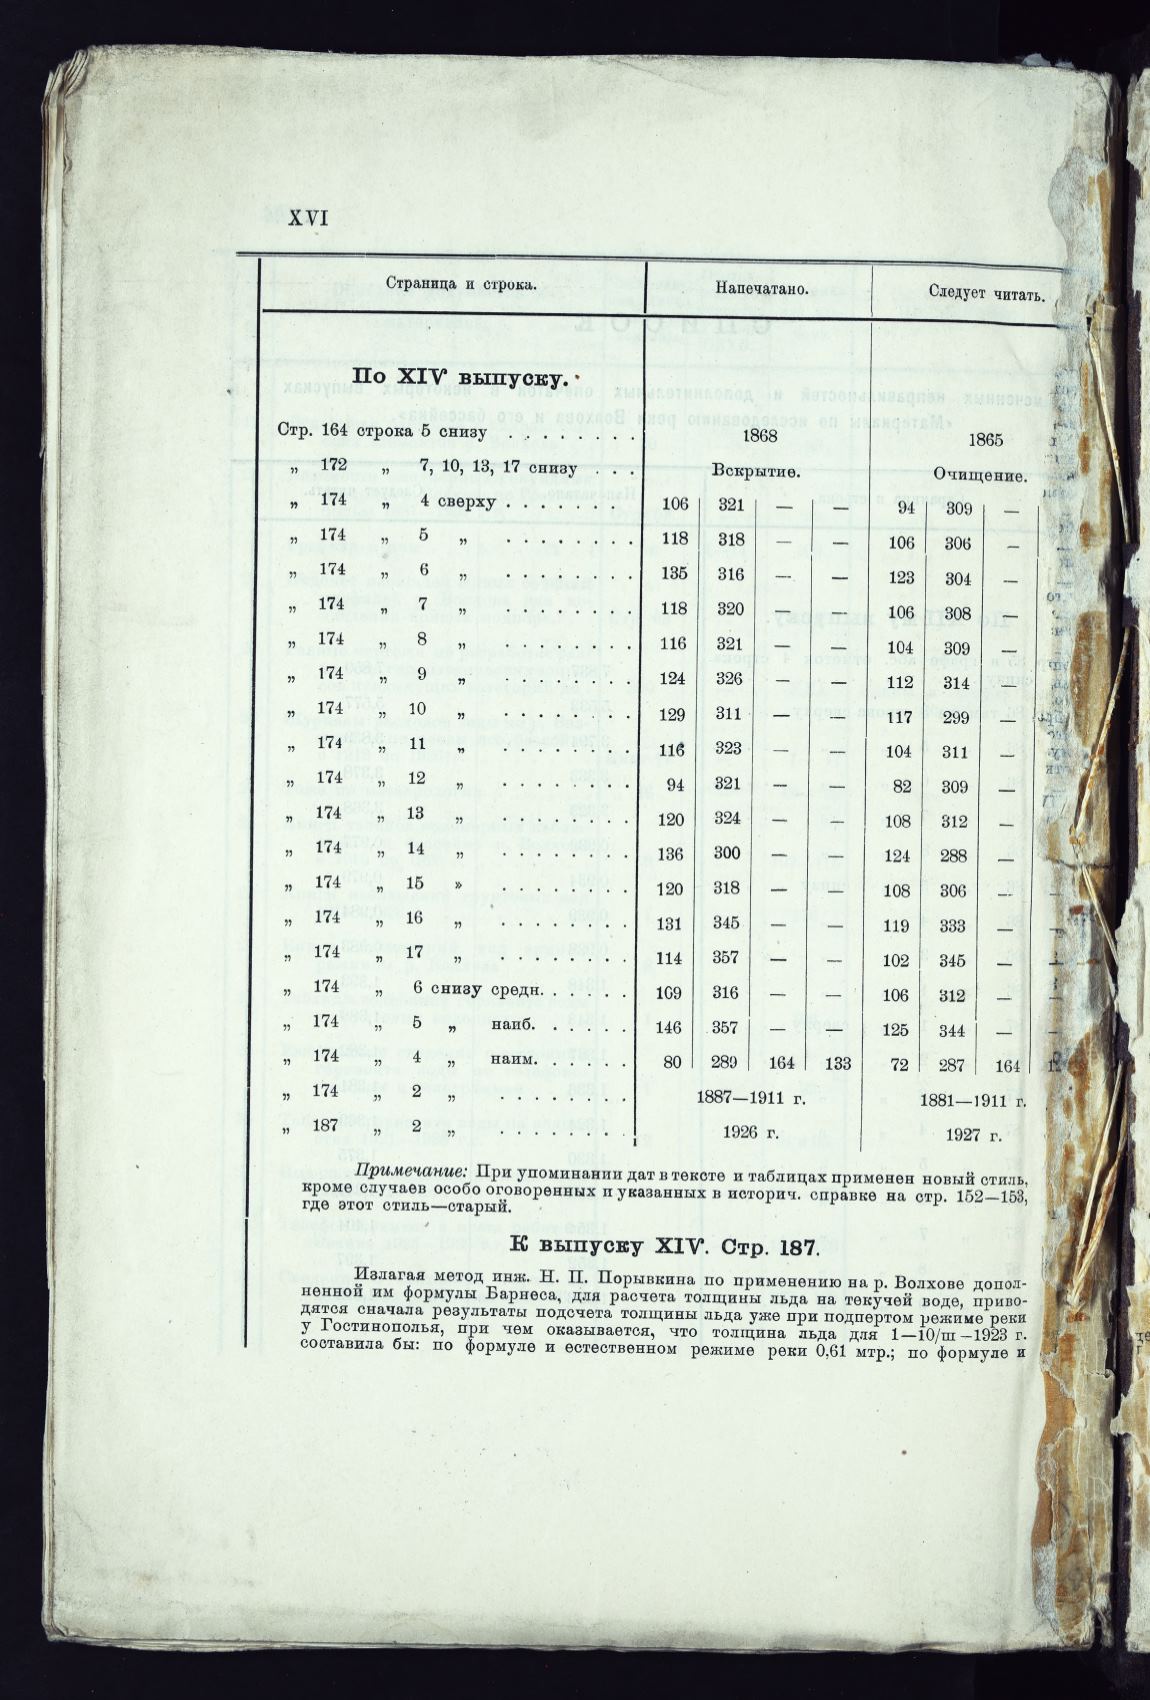 XVI
Страница и строка. Напечатано. Следует читать.
По XIV выпуску.
Стр. 164 строка 5 снизу . . . . . . . . 1868 1865
„ 172 „ 7, 10, 13, 17 снизу . . . Вскрытие. Очищение.
„ 174 „ 4 сверху . . . . . . . 106 321 — — 94 309 —
„ 174 „ 5 „ . . . . . . . . 118 318 — — 106 306 —
„ 174 „ 6 „ . . . . . . . . 135 316 — — 123 304 —
„ 174 „ 7 „ . . . . . . . . 118 320 — — 106 308 —
„ 174 „ 8 „ . . . . . . . . 116 321 — — 104 309 —
„ 174 „ 9 „ . . . . . . . . 124 326 — — 112 314 —
„ 174 „ 10 „ . . . . . . . . 129 311 — — 117 299 —
„ 174 „ 11 „ . . . . . . . . 116 323 — — 104 311 —
„ 174 „ 12 „ . . . . . . . . 94 321 — — 82 309 —
„ 174 „ 13 „ . . . . . . . . 120 324 — — 108 312 —
„ 174 „ 14 „ . . . . . . . . 136 300 — — 124 288 —
„ 174 „ 15 » . . . . . . . . 120 318 — — 108 306 —
„ 174 „ 16 „ . . . . . . . . 131 345 — — 119 333 —
„ 174 „ 17 „ . . . . . . . . 114 357 — — 102 345 —
„ 174 „ 6 снизу средн. . . . . . 109 316 — — 106 312 —
„ 174 „ 5 „ наиб. . . . . . 146 357 — — 125 344 —
„ 174 „ 4 „ наим. . . . . . 80 289 164 133 72 287 164
„ 174 „ 2 „ . . . . . . . . 1887—1911 г. 1881—1911 г.
„ 187 „ 2 „ . . . . . . . . 1926 г. 1927 г.
Примечание: При упоминании дат в тексте и таблицах применен новый стиль,
кроме случаев особо оговоренных и указанных в историч. справке на стр. 152—153,
где этот стиль—старый.
К выпуску XIV. Стр. 187.
Излагая метод инж. Н. П. Порывкина по применению на р. Волхове допол-
ненной им формулы Барнеса, для расчета толщины льда на текучей воде, приво-
дятся сначала результаты подсчета толщины льда уже при подпертом режиме реки
у Гостинополья, при чем оказывается, что толщина льда для 1—10/III—1923 г.
составила бы: по формуле и естественном режиме реки 0,61 мтр.; по формуле и